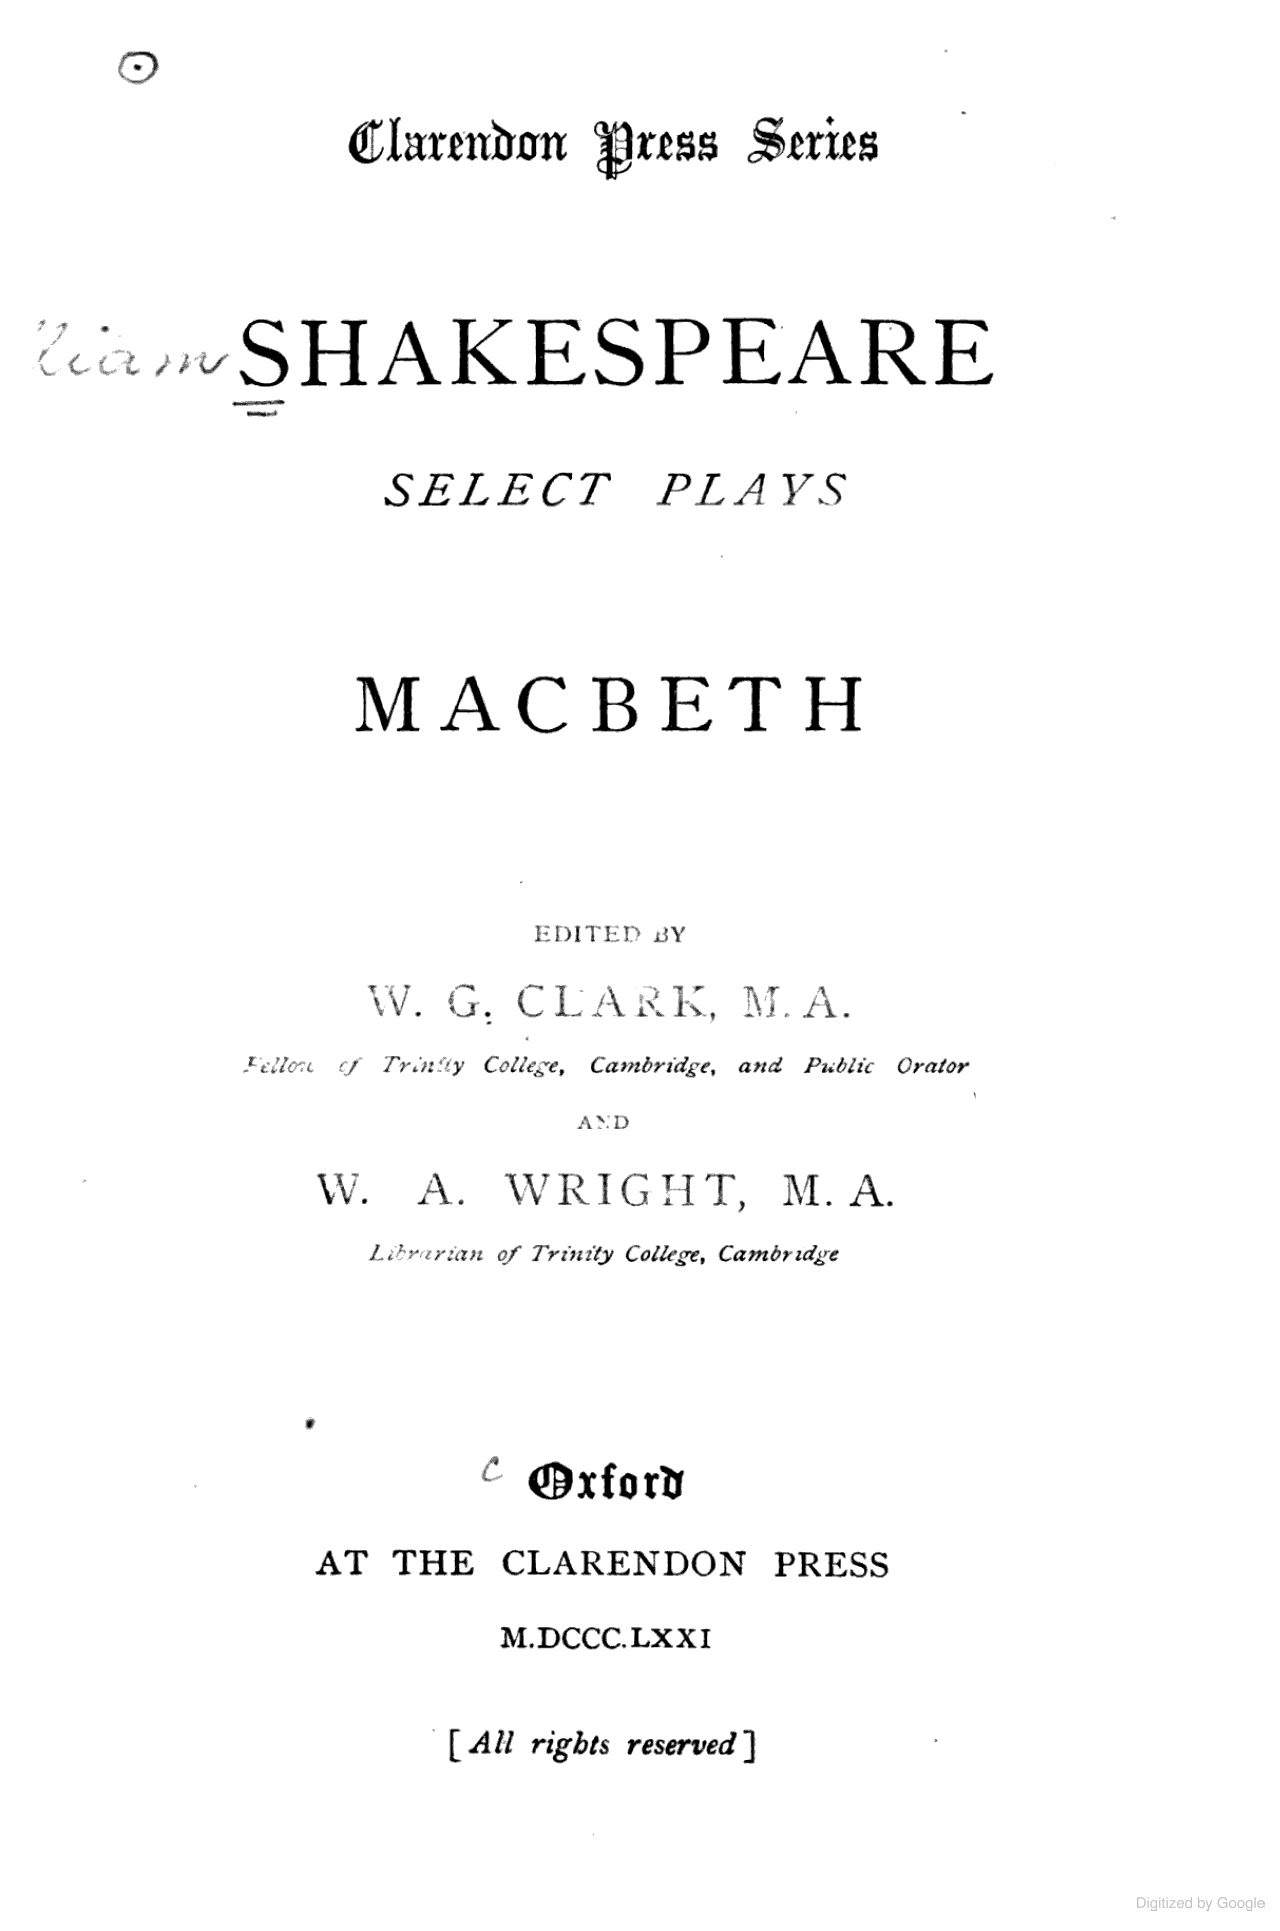 Clarendon Press Series
lliam SHAKESPEARE
SELECT PLAYS
MACBETH
EDITED BY
W. G. CLARK, M. A.
Fellow of Trinity College, Cambridge, and Public Orator
AND
W. A. WRIGHT, M. A.
Librarian of Trinity College, Cambridge
c Oxford
AT THE CLARENDON PRESS
M.DCCC.LXXI
[All rights reserved]
Digitized by Google